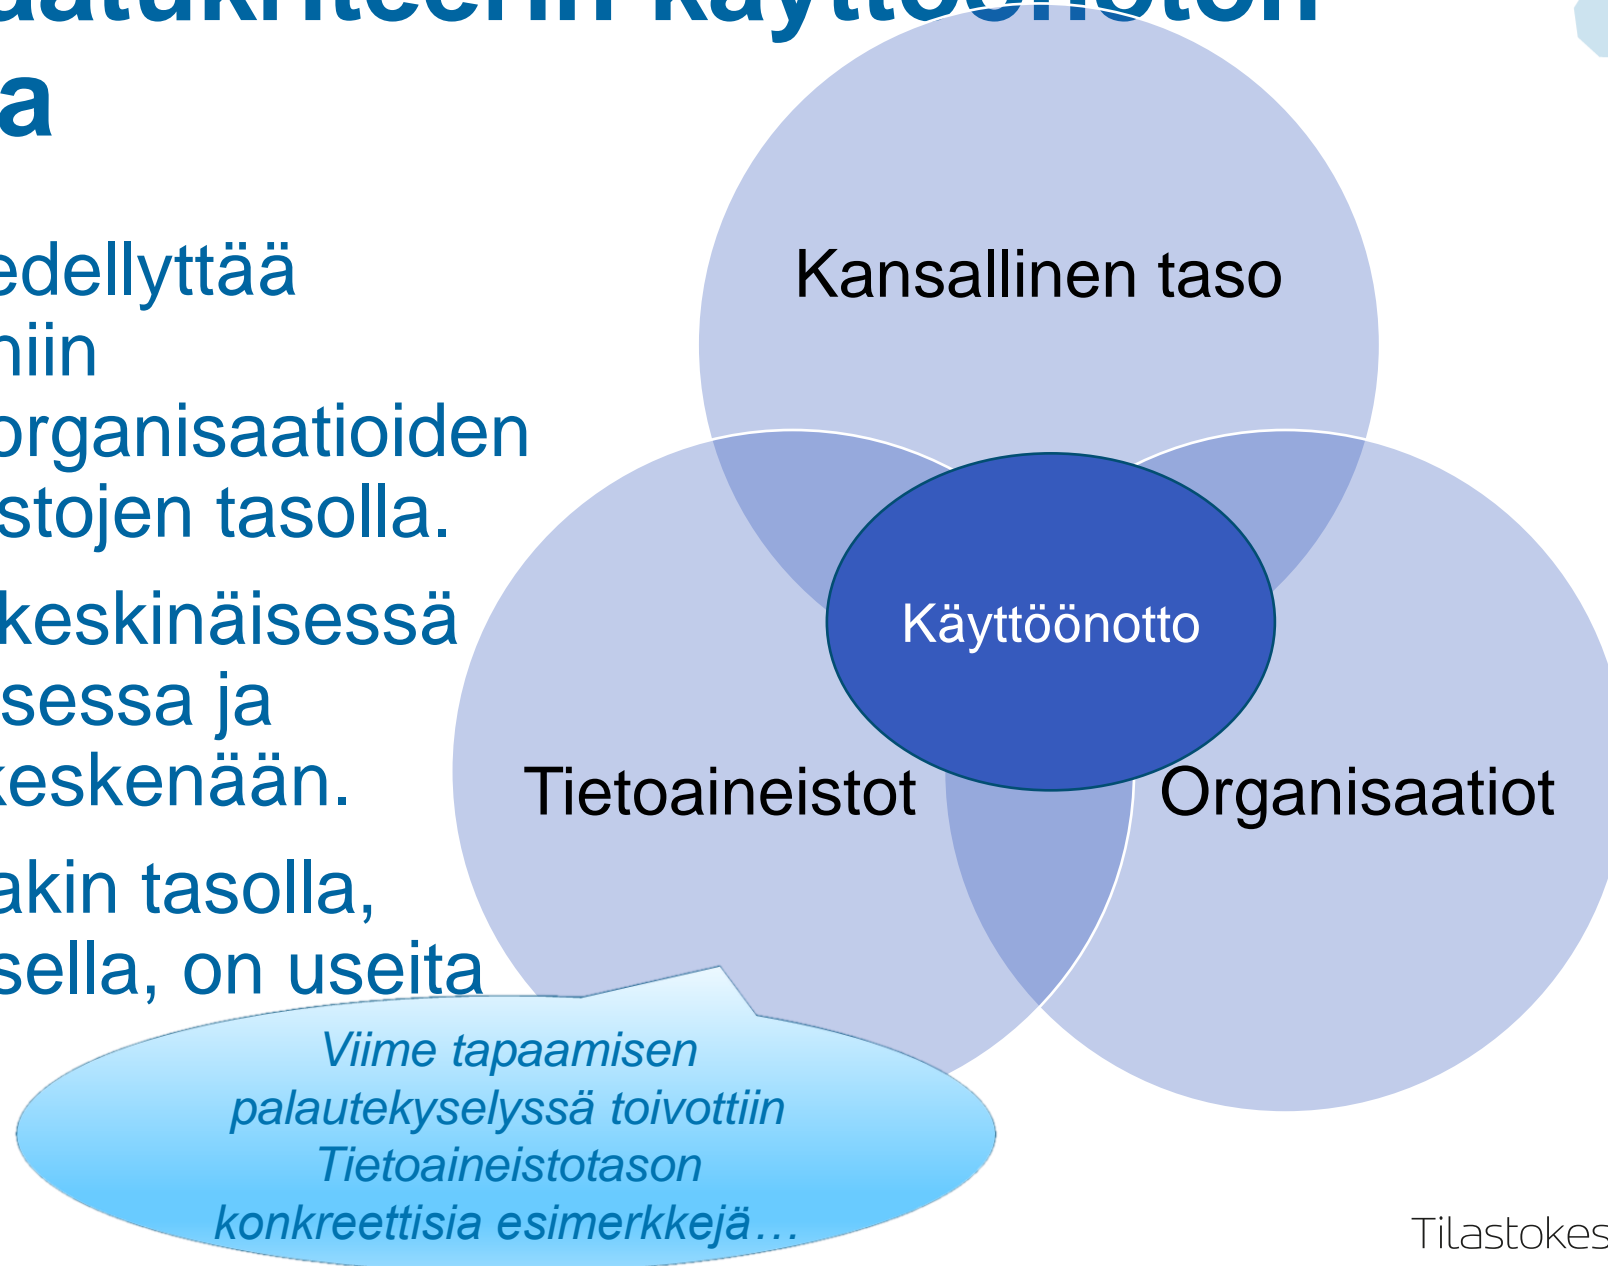 käyttöönoton
a
edellyttää
niin
organisaatioiden
stojen tasolla.
keskinäisessä
sessa ja
keskenään.
akin tasolla,
sella, on useita
Kansallinen taso
Käyttöönotto
Tietoaineistot
Organisaatiot
Viime tapaamisen
palautekyselyssä toivottiin
Tietoaineistotason
konkreettisia esimerkkejä…
Tilastokes